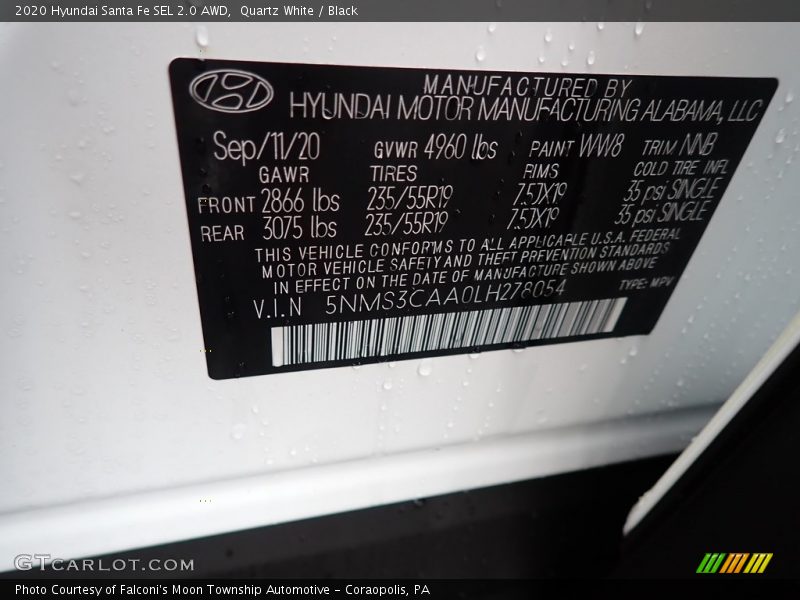 2020 Hyundai Santa Fe SEL 2.0 AWD,  Quartz White / Black
MANUFACTURED BY
HYUNDAI MOTOR MANUFACTURING ALABAMA, LLC
Sep/11/20 GVWR 4960 lbs PAINT WW8 TRIM NNB
GAWR TIRES RIMS COLD TIRE INFL
FRONT 2866 lbs 235/55R19 7.5JX19 35 psi SINGLE
REAR 3075 lbs 235/55R19 7.5JX19 35 psi SINGLE
THIS VEHICLE CONFORMS TO ALL APPLICABLE U.S.A. FEDERAL
MOTOR VEHICLE SAFETY AND THEFT PREVENTION STANDARDS
IN EFFECT ON THE DATE OF MANUFACTURE SHOWN ABOVE
V.I.N 5NMS3CAA0LH278054 TYPE: MPV
GTCARLOT.COM
Photo Courtesy of Falconi's Moon Township Automotive - Coraopolis, PA